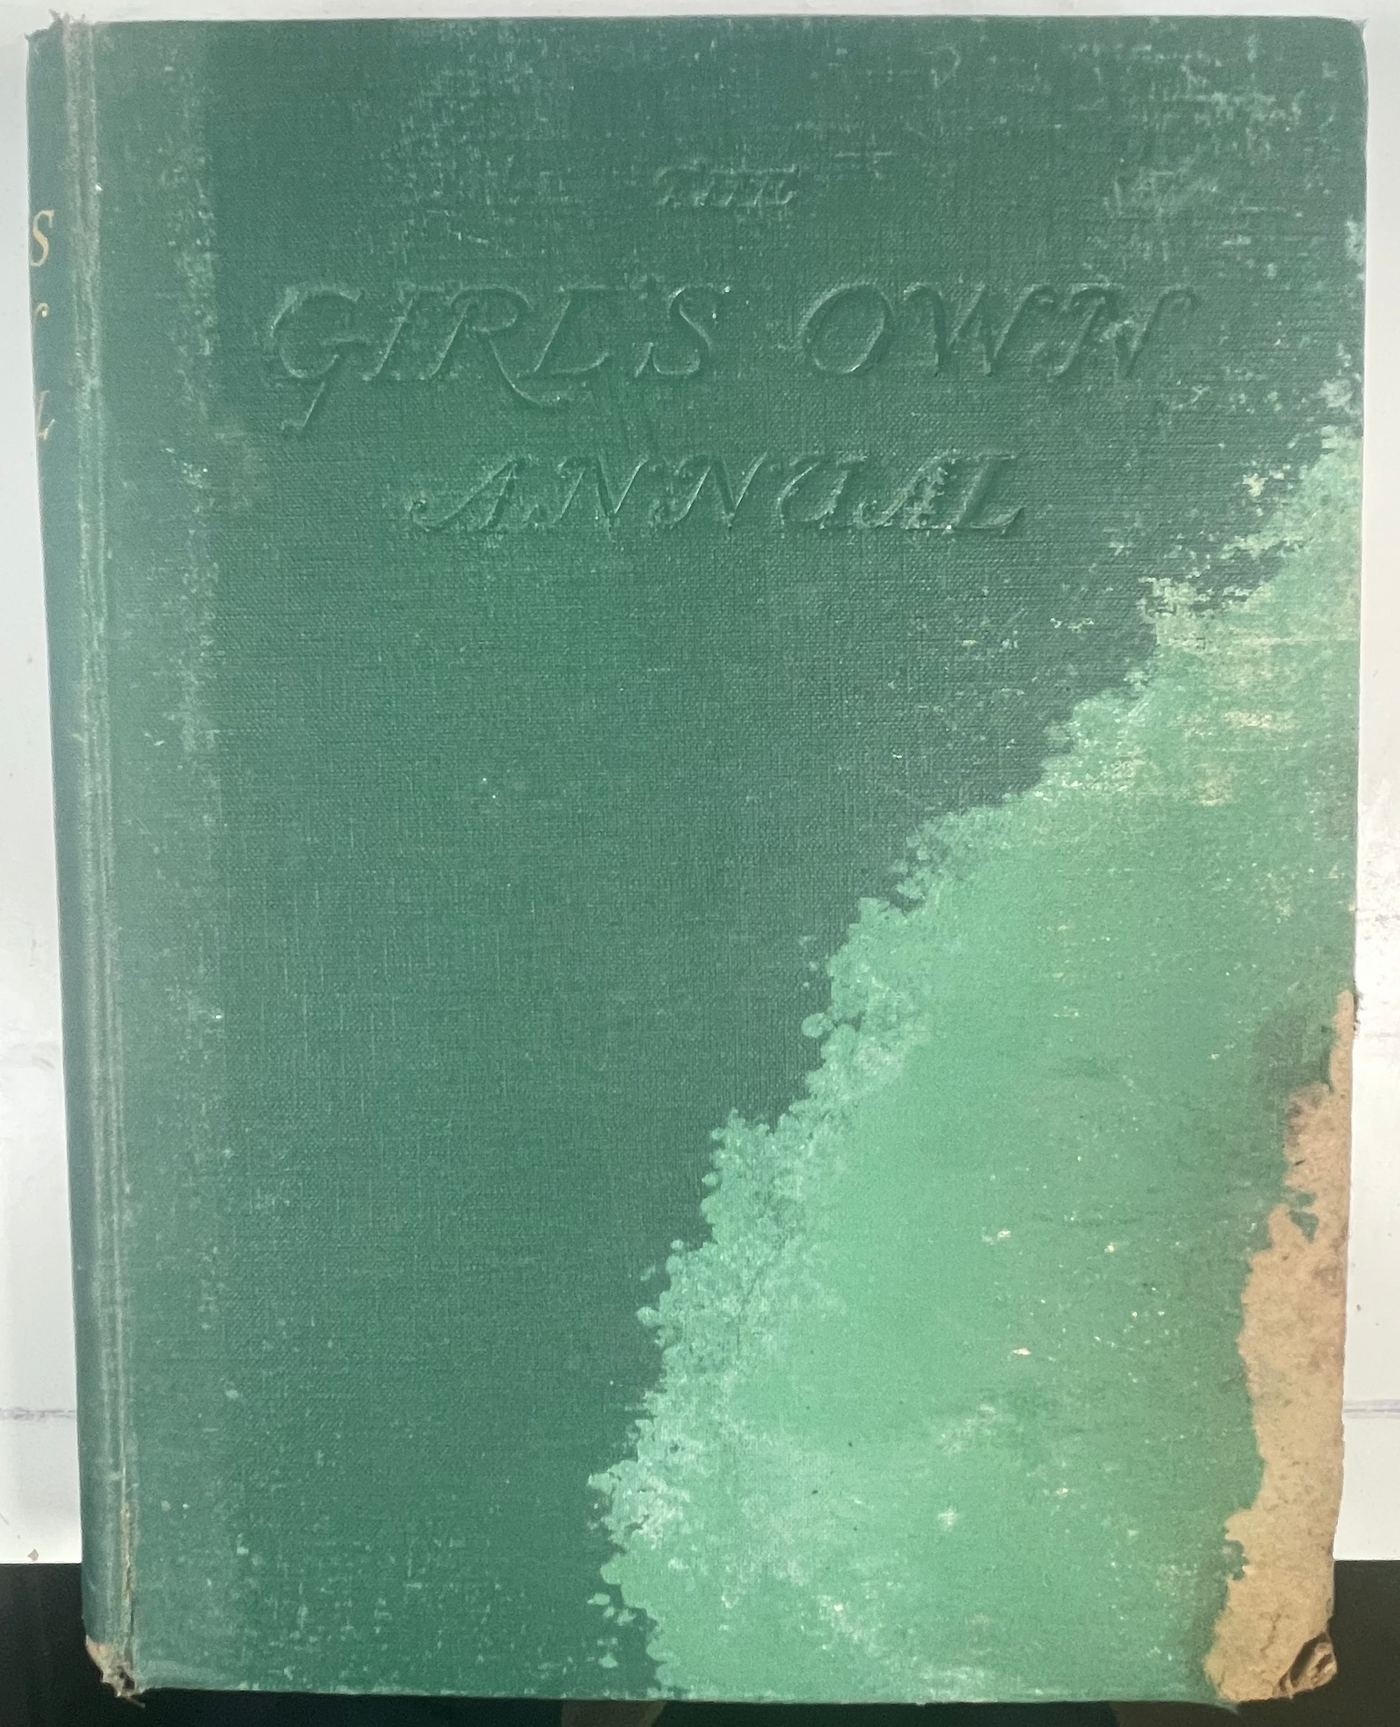 THE
GIRL'S OWN
ANNUAL
S
L